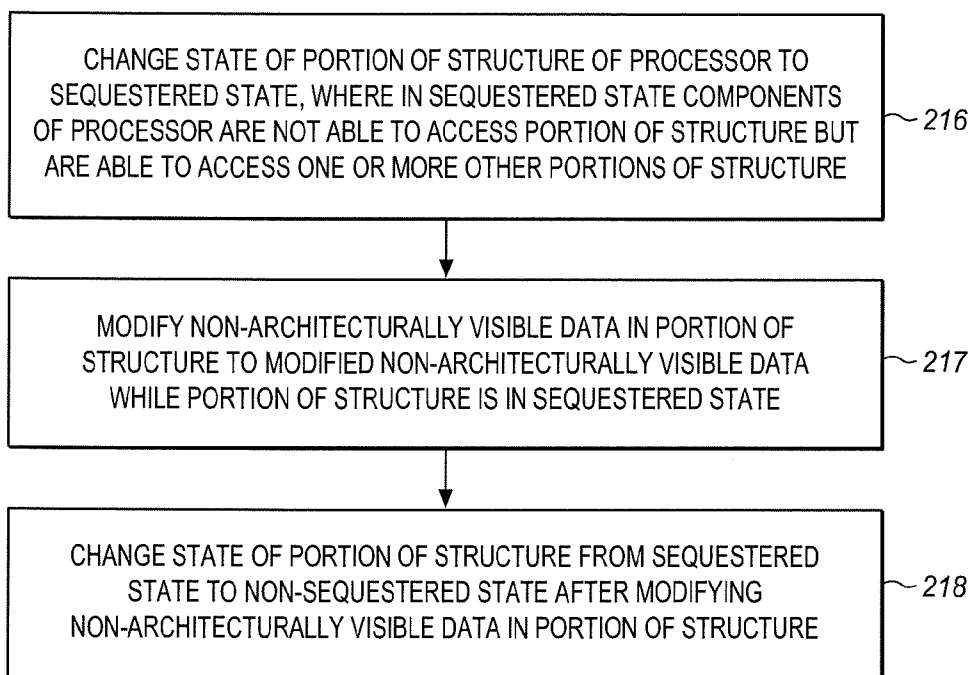 CHANGE STATE OF PORTION OF STRUCTURE OF PROCESSOR TO
SEQUESTERED STATE, WHERE IN SEQUESTERED STATE COMPONENTS
OF PROCESSOR ARE NOT ABLE TO ACCESS PORTION OF STRUCTURE BUT
ARE ABLE TO ACCESS ONE OR MORE OTHER PORTIONS OF STRUCTURE
216
MODIFY NON-ARCHITECTURALLY VISIBLE DATA IN PORTION OF
STRUCTURE TO MODIFIED NON-ARCHITECTURALLY VISIBLE DATA
WHILE PORTION OF STRUCTURE IS IN SEQUESTERED STATE
217
CHANGE STATE OF PORTION OF STRUCTURE FROM SEQUESTERED
STATE TO NON-SEQUESTERED STATE AFTER MODIFYING
NON-ARCHITECTURALLY VISIBLE DATA IN PORTION OF STRUCTURE
218